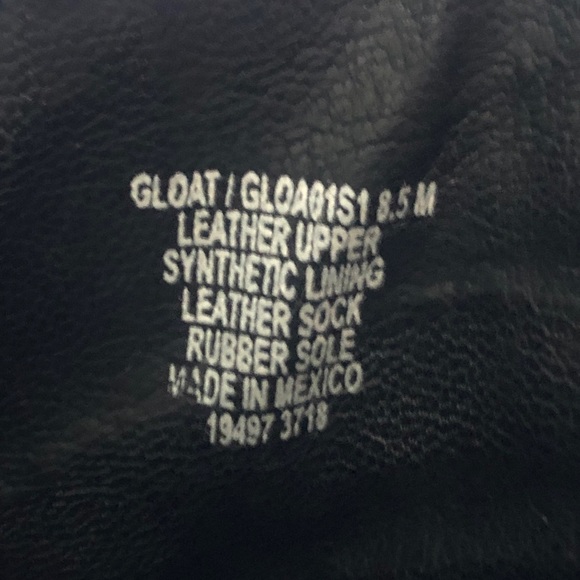 GLOAT / GLOA01S1 8.5 M
LEATHER UPPER
SYNTHETIC LINING
LEATHER SOCK
RUBBER SOLE
MADE IN MEXICO
19497 3718